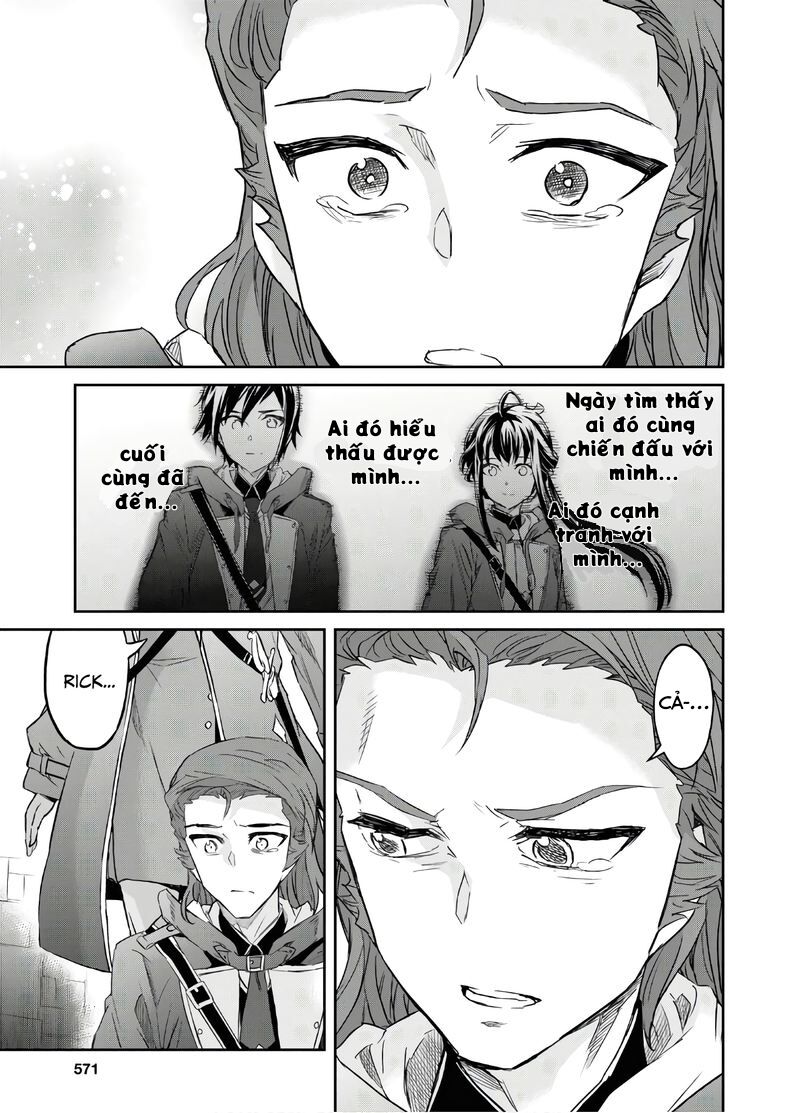 Ngày tìm thấy
ai đó cùng
chiến đấu với
mình...
Ai đó cạnh
tranh với
mình...
Ai đó hiểu
thấu được
mình...
cuối
cùng đã
đến...
CẢ-...
RICK...
571